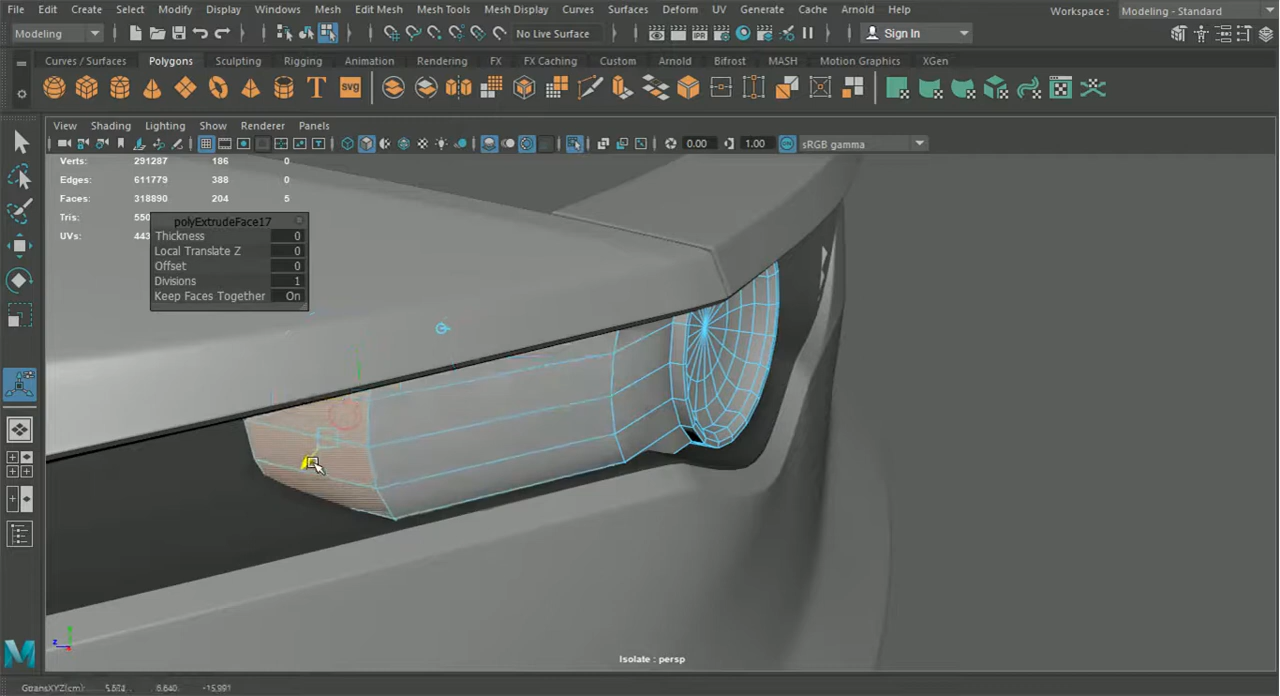 File Edit Create Select Modify Display Windows Mesh Edit Mesh Mesh Tools Mesh Display Curves Surfaces Deform UV Generate Cache Arnold Help Workspace : Modeling - Standard
Modeling No Live Surface Sign In
Curves / Surfaces Polygons Sculpting Rigging Animation Rendering FX FX Caching Custom Arnold Bifrost MASH Motion Graphics XGen
T svg
View Shading Lighting Show Renderer Panels
0.00 1.00 sRGB gamma
Verts: 291287 186 0
Edges: 611779 388 0
Faces: 318890 204 5
Tris: 550
UVs: 443
polyExtrudeFace17
Thickness 0
Local Translate Z 0
Offset 0
Divisions 1
Keep Faces Together On
Isolate : persp
y
z
M